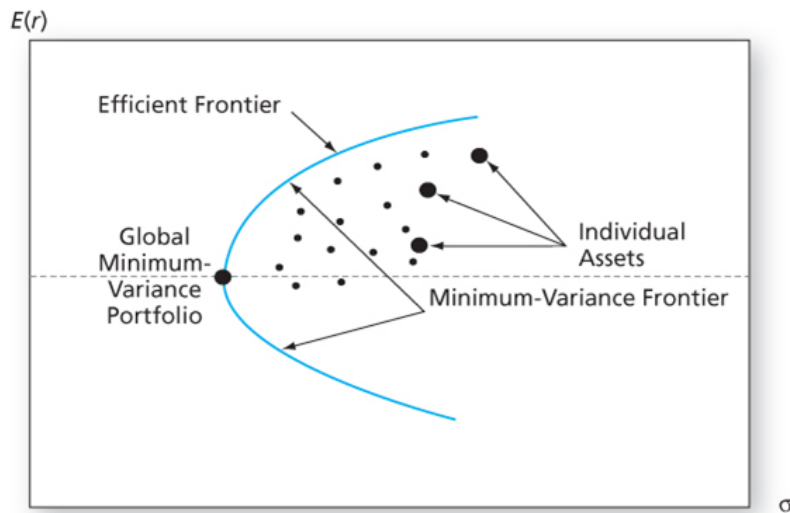 E(r)
Efficient Frontier
Global
Minimum-
Variance
Portfolio
Individual
Assets
Minimum-Variance Frontier
σ